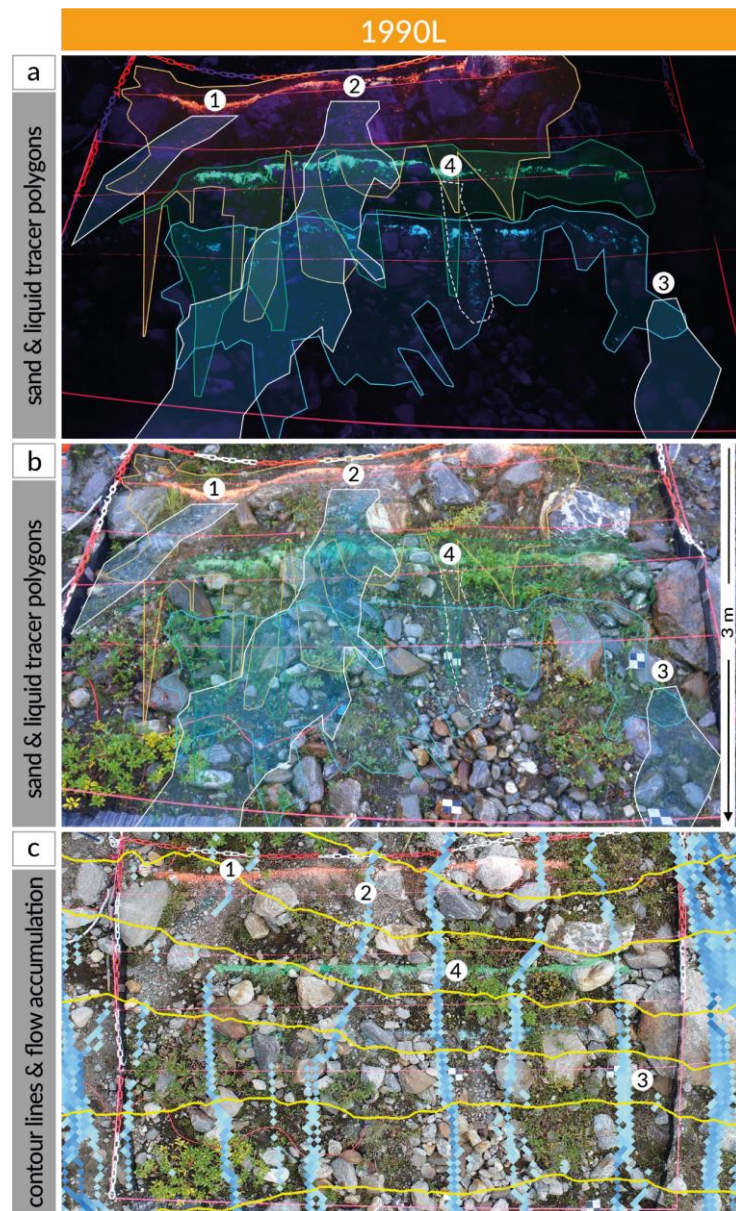 1990L
a
sand & liquid tracer polygons
1
2
3
4
b
sand & liquid tracer polygons
1
2
3
4
3 m
c
contour lines & flow accumulation
1
2
3
4